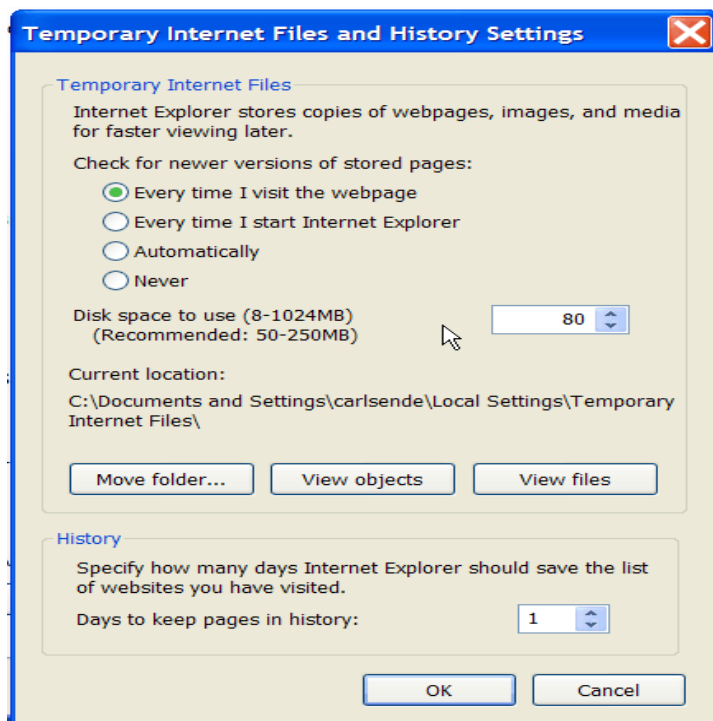 Temporary Internet Files and History Settings
Temporary Internet Files
Internet Explorer stores copies of webpages, images, and media
for faster viewing later.
Check for newer versions of stored pages:
Every time I visit the webpage
Every time I start Internet Explorer
Automatically
Never
Disk space to use (8-1024MB)
80
(Recommended: 50-250MB)
Current location:
C:\Documents and Settings\carlsende\Local Settings\Temporary
Internet Files\
Move folder... View objects View files
History
Specify how many days Internet Explorer should save the list
of websites you have visited.
Days to keep pages in history: 1
OK Cancel